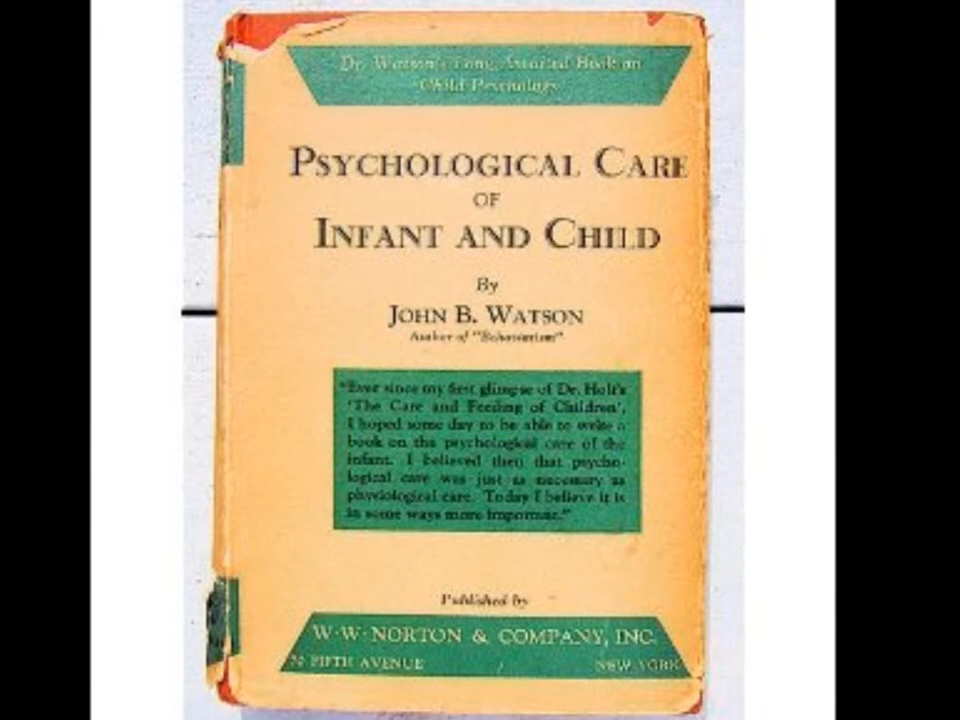 Dr. Watson's Long Awaited Book on
Child Psychology
PSYCHOLOGICAL CARE
OF
INFANT AND CHILD
By
JOHN B. WATSON
Author of "Behaviorism"
"Ever since my first glimpse of Dr. Holt's
'The Care and Feeding of Children',
I hoped some day to be able to write a
book on the psychological care of the
infant. I believed then that psycho-
logical care was just as necessary as
physiological care. Today I believe it is
in some ways more important."
Published by
W·W·NORTON & COMPANY, INC.
70 FIFTH AVENUE / NEW YORK